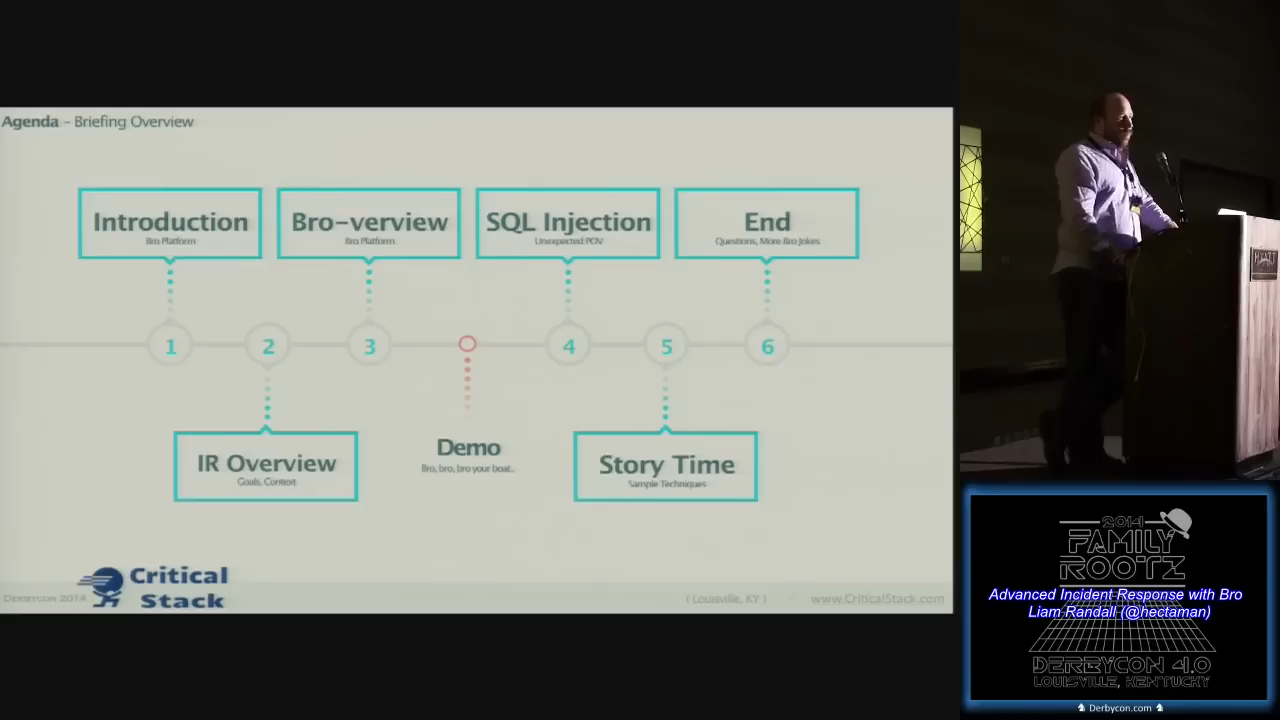 Agenda – Briefing Overview
Introduction
Bro Platform
Bro-verview
Bro Platform
SQL Injection
Unexpected POV
End
Questions, More Bro Jokes
1
2
3
4
5
6
IR Overview
Goals, Context
Demo
Bro, bro, bro your boat..
Story Time
Sample Techniques
Critical
Stack
Derbycon 2014
( Louisville, KY )
www.CriticalStack.com
HYATT
2014
FAMILY
ROOTZ
Advanced Incident Response with Bro
Liam Randall (@hectaman)
DERBYCON 4.0
LOUISVILLE, KENTUCKY
Derbycon.com